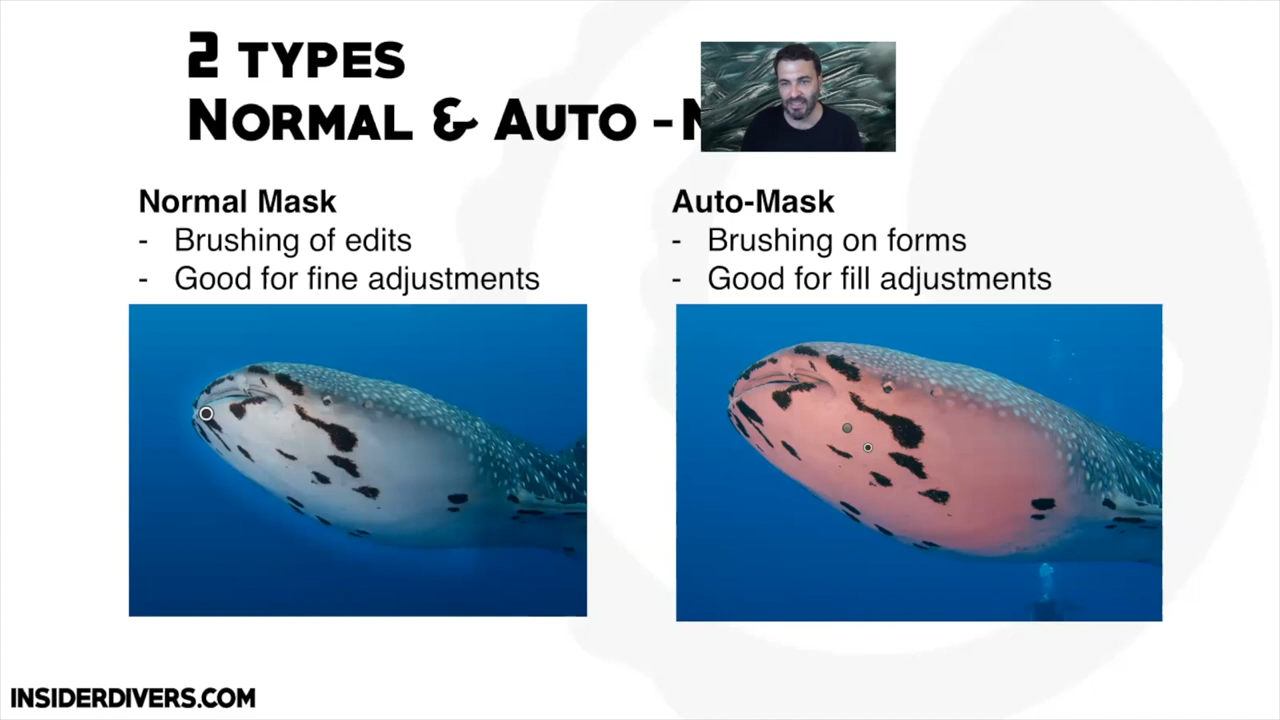 2 TYPES
NORMAL & AUTO -
Normal Mask
- Brushing of edits
- Good for fine adjustments
Auto-Mask
- Brushing on forms
- Good for fill adjustments
INSIDERDIVERS.COM